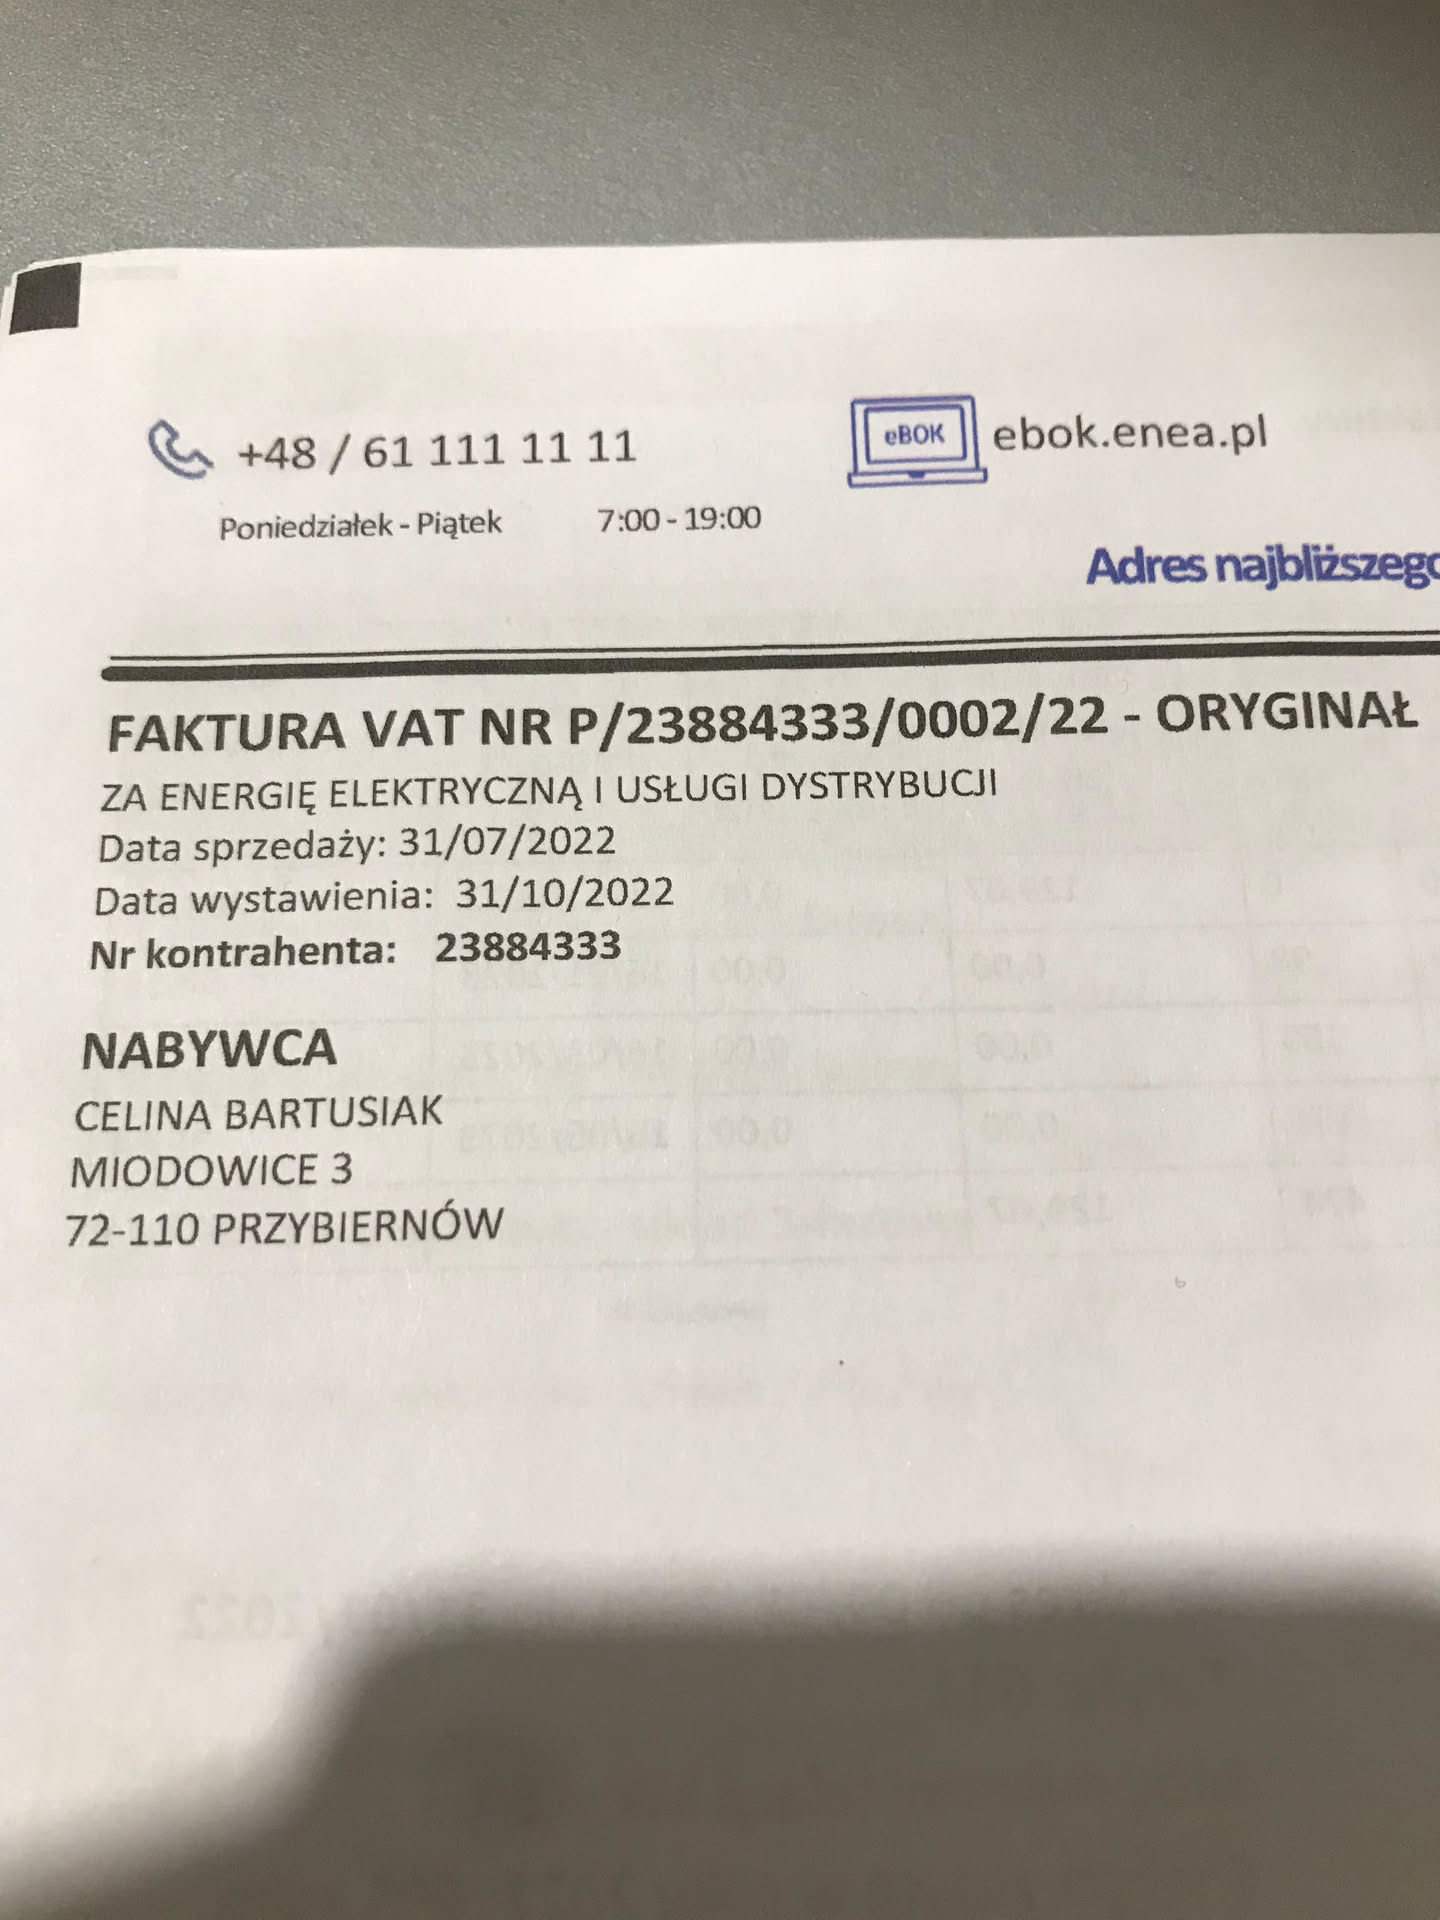 +48 / 61 111 11 11
eBOK
ebok.enea.pl
Poniedziałek - Piątek 7:00 - 19:00
Adres najbliższego
FAKTURA VAT NR P/23884333/0002/22 - ORYGINAŁ
ZA ENERGIĘ ELEKTRYCZNĄ I USŁUGI DYSTRYBUCJI
Data sprzedaży: 31/07/2022
Data wystawienia: 31/10/2022
Nr kontrahenta: 23884333
NABYWCA
CELINA BARTUSIAK
MIODOWICE 3
72-110 PRZYBIERNÓW